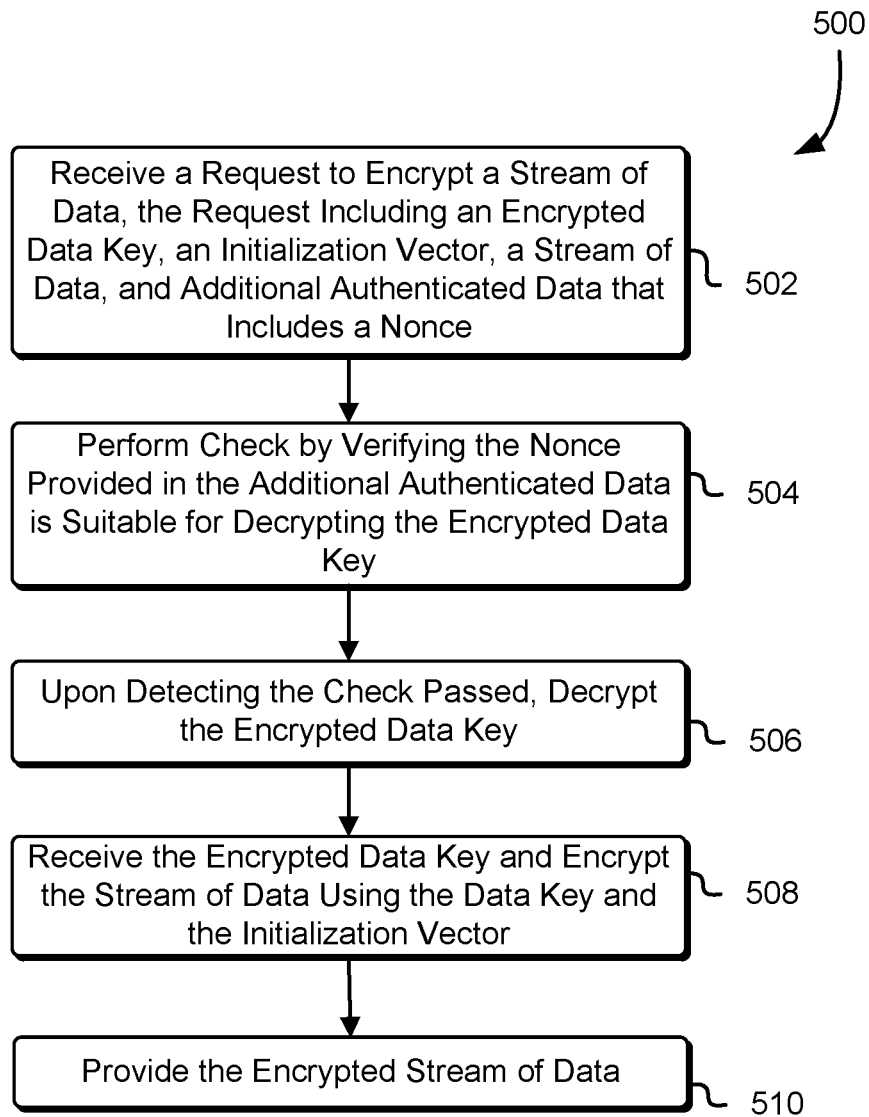 500
Receive a Request to Encrypt a Stream of
Data, the Request Including an Encrypted
Data Key, an Initialization Vector, a Stream of
Data, and Additional Authenticated Data that
Includes a Nonce
502
Perform Check by Verifying the Nonce
Provided in the Additional Authenticated Data
is Suitable for Decrypting the Encrypted Data
Key
504
Upon Detecting the Check Passed, Decrypt
the Encrypted Data Key
506
Receive the Encrypted Data Key and Encrypt
the Stream of Data Using the Data Key and
the Initialization Vector
508
Provide the Encrypted Stream of Data
510